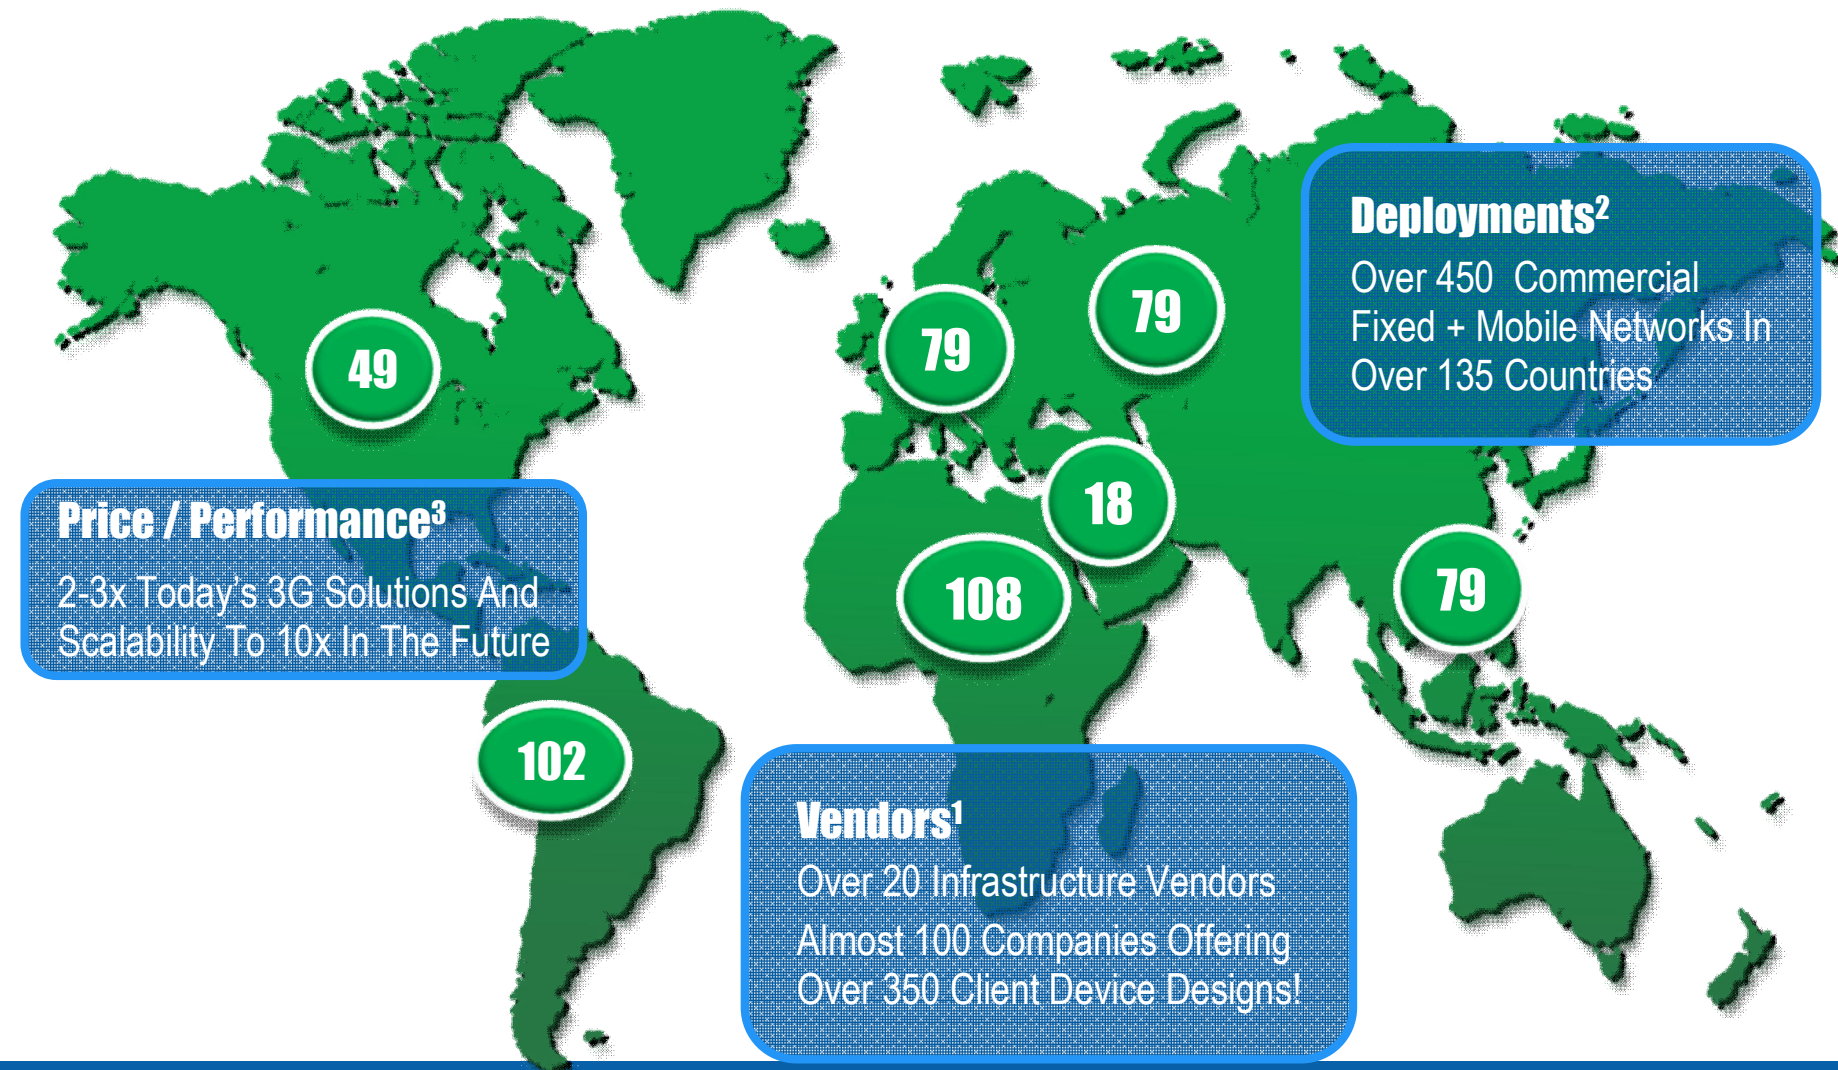 Deployments²
Over 450 Commercial
Fixed + Mobile Networks In
Over 135 Countries
79
79
49
18
Price / Performance³
2-3x Today's 3G Solutions And
Scalability To 10x In The Future
108
79
102
Vendors¹
Over 20 Infrastructure Vendors
Almost 100 Companies Offering
Over 350 Client Device Designs!